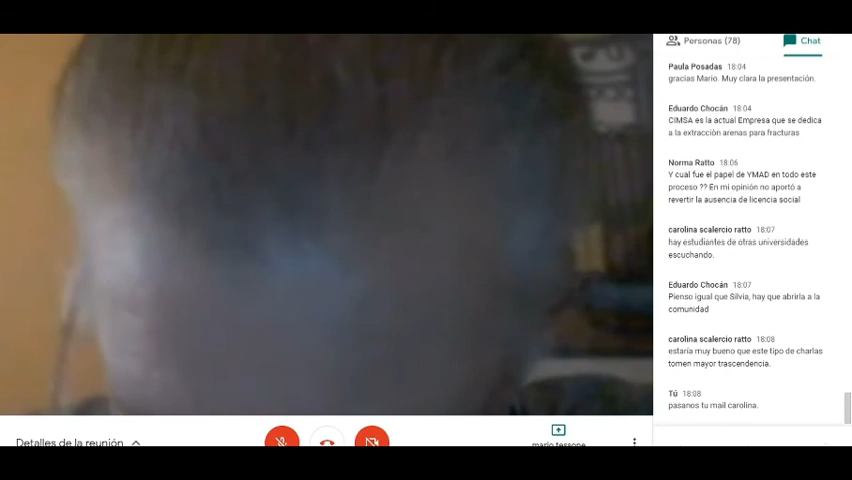 Personas (78)
Chat
Paula Posadas 18:04
gracias Mario. Muy clara la presentación.
Eduardo Chocán 18:04
CIMSA es la actual Empresa que se dedica
a la extracciòn arenas para fracturas
Norma Ratto 18:06
Y cual fue el papel de YMAD en todo este
proceso ?? En mi opinión no aportó a
revertir la ausencia de licencia social
carolina scalercio ratto 18:07
hay estudiantes de otras universidades
escuchando.
Eduardo Chocán 18:07
Pienso igual que Silvia, hay que abrirla a la
comunidad
carolina scalercio ratto 18:08
estaría muy bueno que este tipo de charlas
tomen mayor trascendencia.
Tú 18:08
pasanos tu mail carolina.
Detalles de la reunión
mario tessone